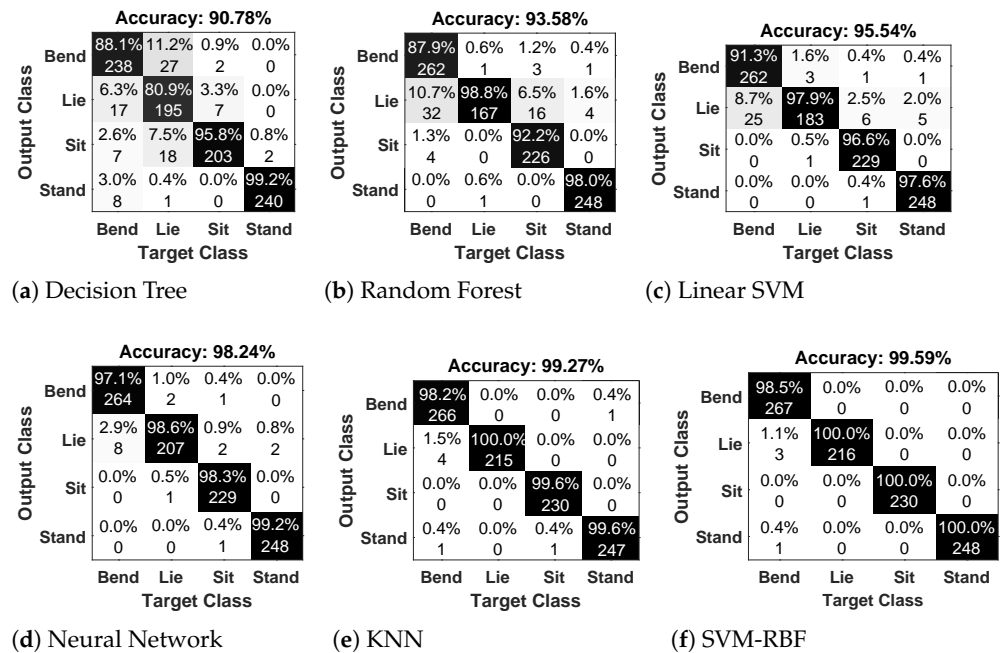 Accuracy: 90.78%
Output Class
Bend 88.1% 11.2% 0.9% 0.0%
238 27 2 0
Lie 6.3% 80.9% 3.3% 0.0%
17 195 7 0
Sit 2.6% 7.5% 95.8% 0.8%
7 18 203 2
Stand 3.0% 0.4% 0.0% 99.2%
8 1 0 240
Bend Lie Sit Stand
Target Class
(a) Decision Tree
Accuracy: 93.58%
Output Class
Bend 87.9% 0.6% 1.2% 0.4%
262 1 3 1
Lie 10.7% 98.8% 6.5% 1.6%
32 167 16 4
Sit 1.3% 0.0% 92.2% 0.0%
4 0 226 0
Stand 0.0% 0.6% 0.0% 98.0%
0 1 0 248
Bend Lie Sit Stand
Target Class
(b) Random Forest
Accuracy: 95.54%
Output Class
Bend 91.3% 1.6% 0.4% 0.4%
262 3 1 1
Lie 8.7% 97.9% 2.5% 2.0%
25 183 6 5
Sit 0.0% 0.5% 96.6% 0.0%
0 1 229 0
Stand 0.0% 0.0% 0.4% 97.6%
0 0 1 248
Bend Lie Sit Stand
Target Class
(c) Linear SVM
Accuracy: 98.24%
Output Class
Bend 97.1% 1.0% 0.4% 0.0%
264 2 1 0
Lie 2.9% 98.6% 0.9% 0.8%
8 207 2 2
Sit 0.0% 0.5% 98.3% 0.0%
0 1 229 0
Stand 0.0% 0.0% 0.4% 99.2%
0 0 1 248
Bend Lie Sit Stand
Target Class
(d) Neural Network
Accuracy: 99.27%
Output Class
Bend 98.2% 0.0% 0.0% 0.4%
266 0 0 1
Lie 1.5% 100.0% 0.0% 0.0%
4 215 0 0
Sit 0.0% 0.0% 99.6% 0.0%
0 0 230 0
Stand 0.4% 0.0% 0.4% 99.6%
1 0 1 247
Bend Lie Sit Stand
Target Class
(e) KNN
Accuracy: 99.59%
Output Class
Bend 98.5% 0.0% 0.0% 0.0%
267 0 0 0
Lie 1.1% 100.0% 0.0% 0.0%
3 216 0 0
Sit 0.0% 0.0% 100.0% 0.0%
0 0 230 0
Stand 0.4% 0.0% 0.0% 100.0%
1 0 0 248
Bend Lie Sit Stand
Target Class
(f) SVM-RBF